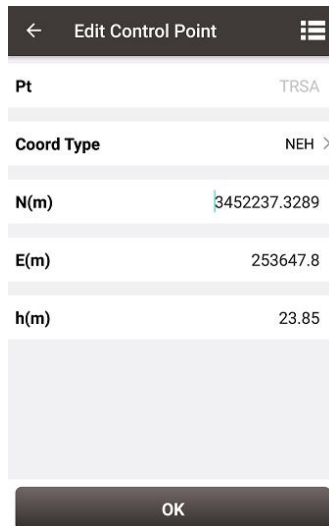 Edit Control Point
Pt TRSA
Coord Type NEH
N(m) 3452237.3289
E(m) 253647.8
h(m) 23.85
OK